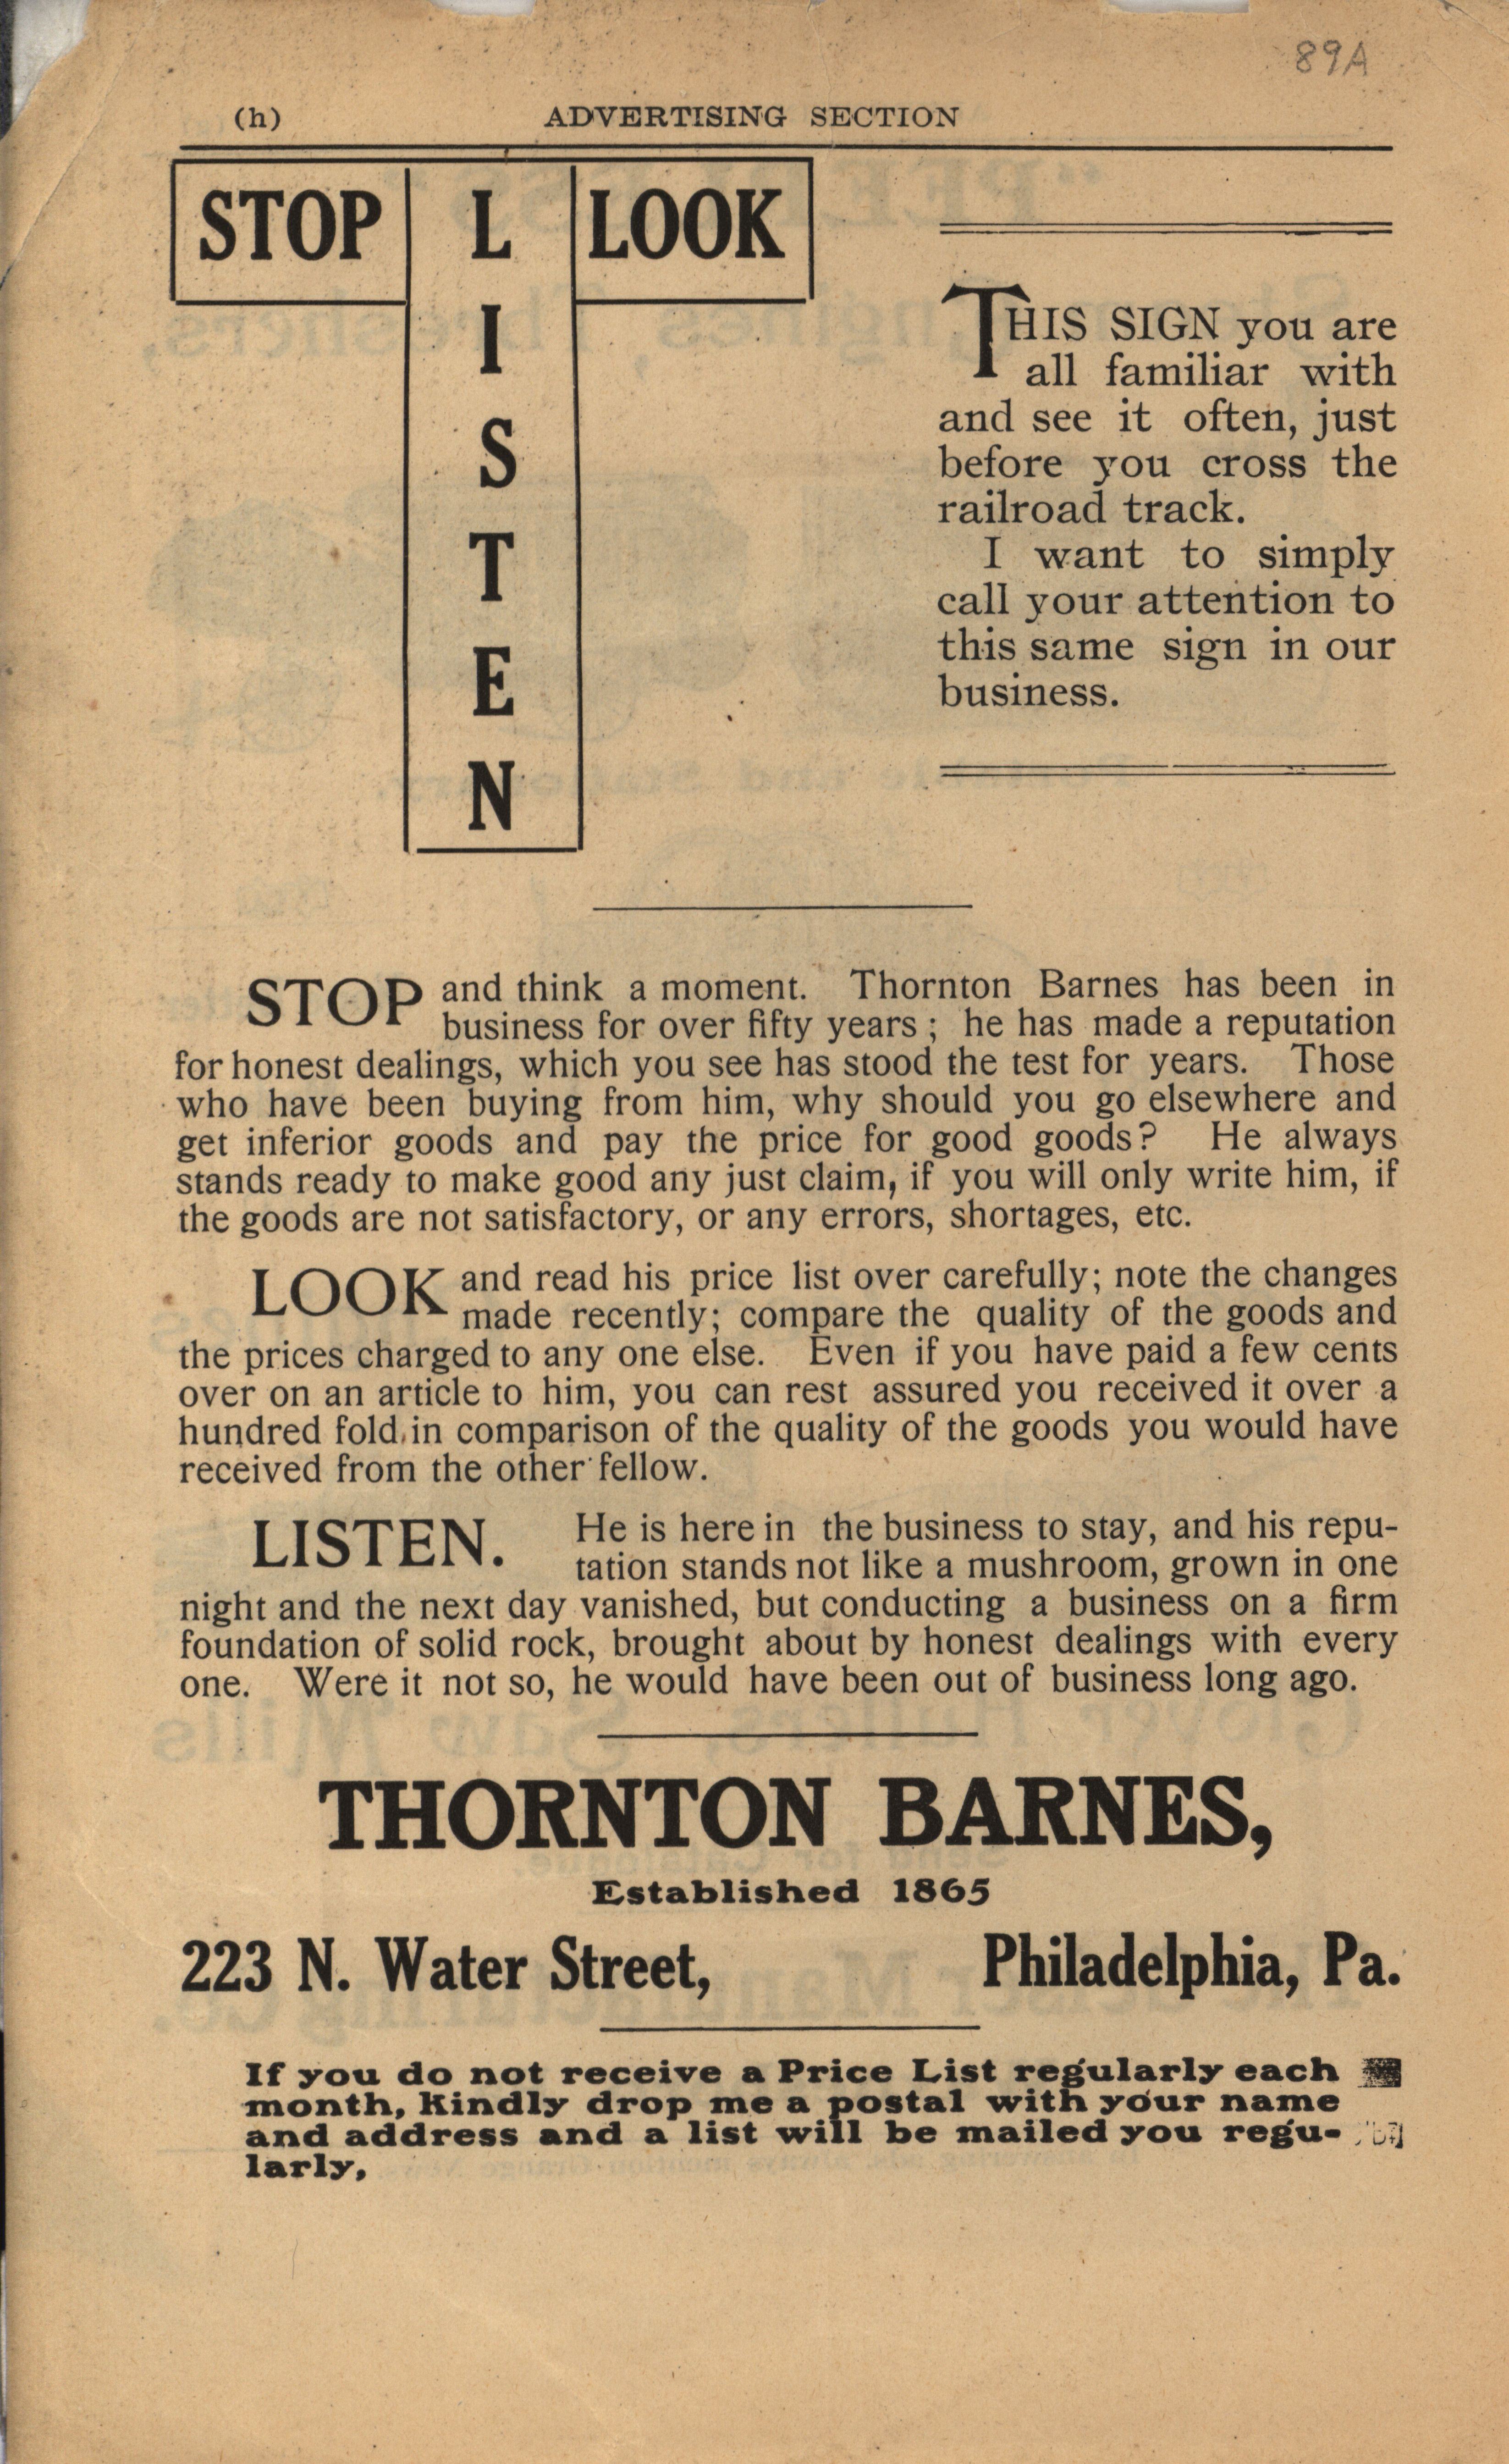 89A
(h) ADVERTISING SECTION
STOP LOOK
L
I
S
T
E
N
THIS SIGN you are
all familiar with
and see it often, just
before you cross the
railroad track.
I want to simply
call your attention to
this same sign in our
business.
STOP and think a moment. Thornton Barnes has been in
business for over fifty years; he has made a reputation
for honest dealings, which you see has stood the test for years. Those
who have been buying from him, why should you go elsewhere and
get inferior goods and pay the price for good goods? He always
stands ready to make good any just claim, if you will only write him, if
the goods are not satisfactory, or any errors, shortages, etc.
LOOK and read his price list over carefully; note the changes
made recently; compare the quality of the goods and
the prices charged to any one else. Even if you have paid a few cents
over on an article to him, you can rest assured you received it over a
hundred fold in comparison of the quality of the goods you would have
received from the other fellow.
LISTEN. He is here in the business to stay, and his repu-
tation stands not like a mushroom, grown in one
night and the next day vanished, but conducting a business on a firm
foundation of solid rock, brought about by honest dealings with every
one. Were it not so, he would have been out of business long ago.
THORNTON BARNES,
Established 1865
223 N. Water Street, Philadelphia, Pa.
If you do not receive a Price List regularly each
month, Kindly drop me a postal with your name
and address and a list will be mailed you regu-
larly,